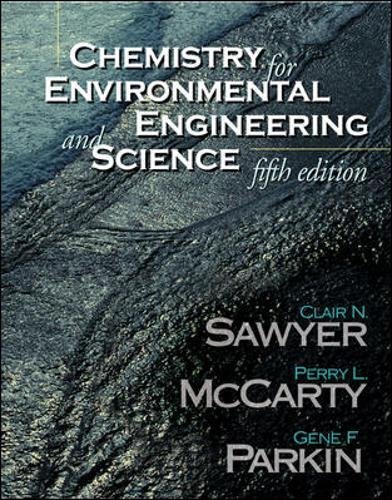 CHEMISTRY for
ENVIRONMENTAL
ENGINEERING
and SCIENCE
fifth edition
CLAIR N.
SAWYER
PERRY L.
MCCARTY
GENE F.
PARKIN